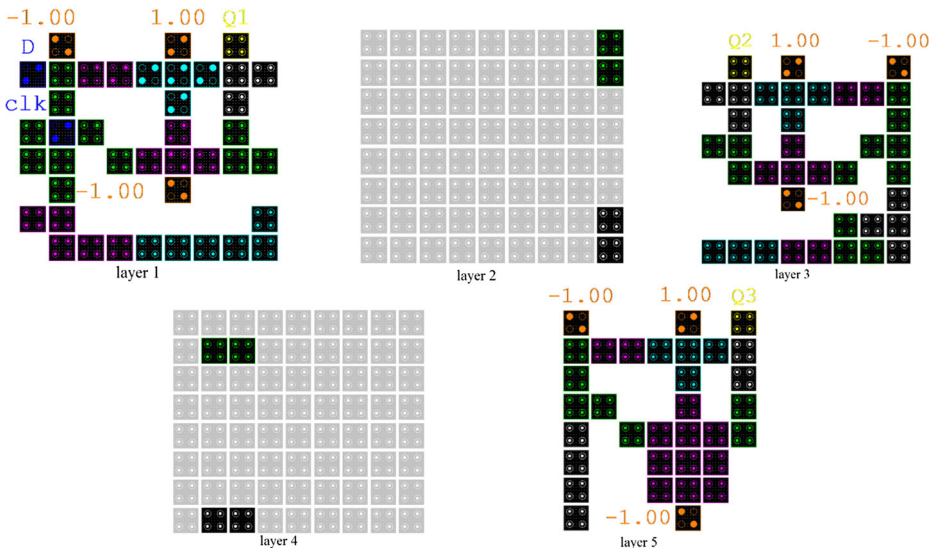 -1.00 1.00 Q1
D
clk
-1.00
layer 1
layer 2
Q2 1.00 -1.00
-1.00
layer 3
layer 4
-1.00 1.00 Q3
-1.00
layer 5